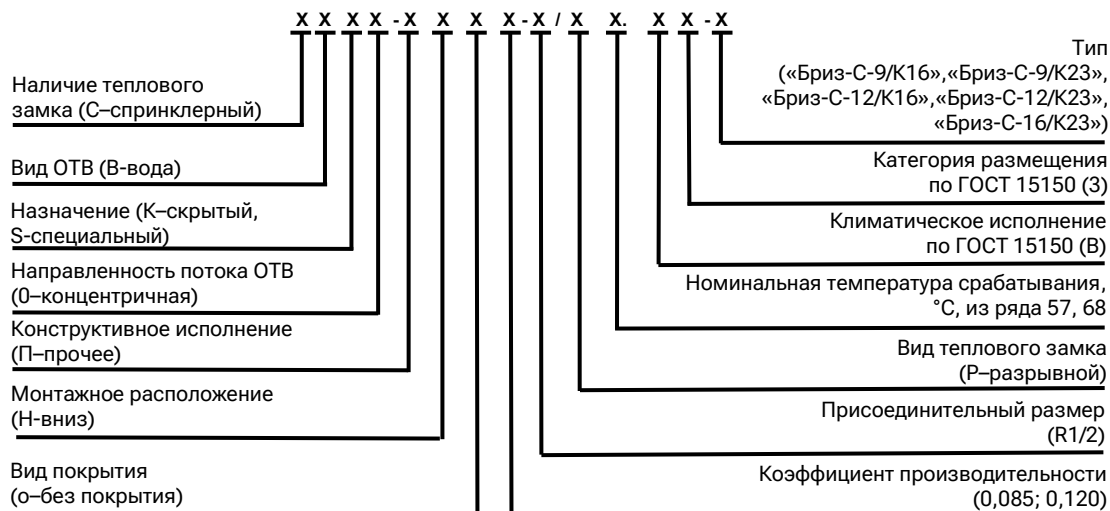 X X X X - X X X X - X / X X. X X - X
Наличие теплового
замка (С–спринклерный)
Вид ОТВ (В-вода)
Назначение (К–скрытый,
S-специальный)
Направленность потока ОТВ
(0–концентричная)
Конструктивное исполнение
(П–прочее)
Монтажное расположение
(Н-вниз)
Вид покрытия
(о–без покрытия)
Тип
(«Бриз-С-9/К16»,«Бриз-С-9/К23»,
«Бриз-С-12/К16»,«Бриз-С-12/К23»,
«Бриз-С-16/К23»)
Категория размещения
по ГОСТ 15150 (3)
Климатическое исполнение
по ГОСТ 15150 (В)
Номинальная температура срабатывания,
°С, из ряда 57, 68
Вид теплового замка
(Р–разрывной)
Присоединительный размер
(R1/2)
Коэффициент производительности
(0,085; 0,120)